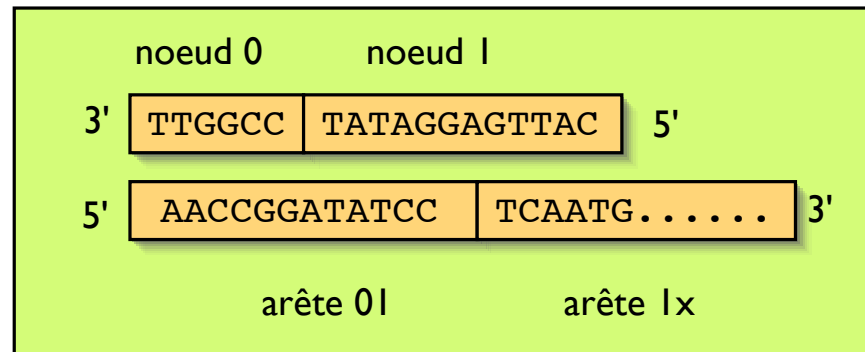 noeud 0 noeud 1
3' TTGGCC TATAGGAGTTAC 5'
5' AACCGGATATCC TCAATG...... 3'
arête 01 arête 1x